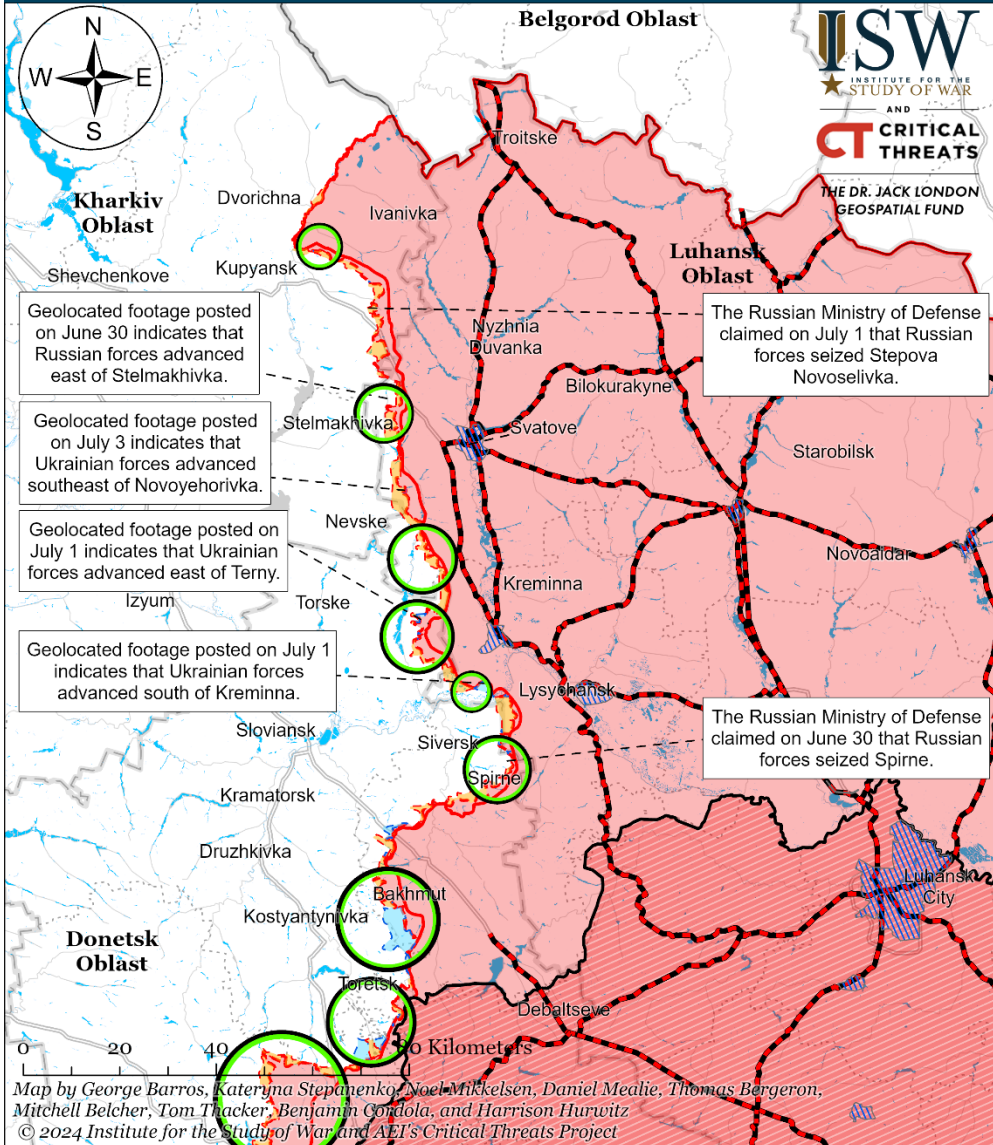 Belgorod Oblast
N
W
E
S
ISW
INSTITUTE FOR THE
STUDY OF WAR
AND
CT CRITICAL
THREATS
THE DR. JACK LONDON
GEOSPATIAL FUND
Troitske
Dvorichna
Kharkiv
Oblast
Ivanivka
Luhansk
Oblast
Shevchenkove
Kupyansk
Geolocated footage posted
on June 30 indicates that
Russian forces advanced
east of Stelmakhivka.
The Russian Ministry of Defense
claimed on July 1 that Russian
forces seized Stepova
Novoselivka.
Nyzhnia
Duvanka
Bilokurakyne
Stelmakhivka
Svatove
Starobilsk
Geolocated footage posted
on July 3 indicates that
Ukrainian forces advanced
southeast of Novoyehorivka.
Nevske
Geolocated footage posted on
July 1 indicates that Ukrainian
forces advanced east of Terny.
Novoaidar
Kreminna
Izyum
Torske
Geolocated footage posted on July 1
indicates that Ukrainian forces
advanced south of Kreminna.
Lysychansk
Sloviansk
Siversk
The Russian Ministry of Defense
claimed on June 30 that Russian
forces seized Spirne.
Spirne
Kramatorsk
Druzhkivka
Luhansk
City
Bakhmut
Kostyantynivka
Donetsk
Oblast
Toretsk
Debaltseve
0 20 40 80 Kilometers
Map by George Barros, Kateryna Stepanenko, Noel Mikkelsen, Daniel Mealie, Thomas Bergeron,
Mitchell Belcher, Tom Thacker, Benjamin Cordola, and Harrison Hurwitz
© 2024 Institute for the Study of War and AEI's Critical Threats Project